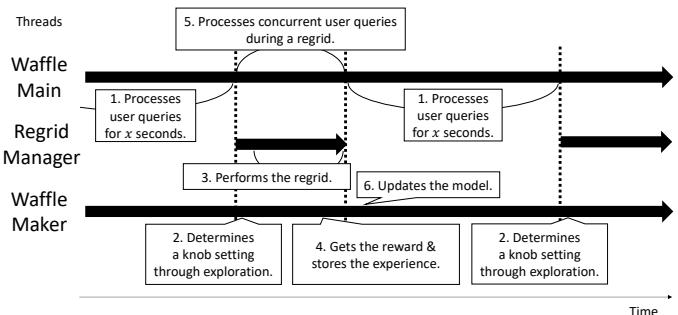 Threads
5. Processes concurrent user queries
during a regrid.
Waffle
Main
1. Processes
user queries
for x seconds.
1. Processes
user queries
for x seconds.
Regrid
Manager
3. Performs the regrid.
6. Updates the model.
Waffle
Maker
2. Determines
a knob setting
through exploration.
4. Gets the reward &
stores the experience.
2. Determines
a knob setting
through exploration.
Time